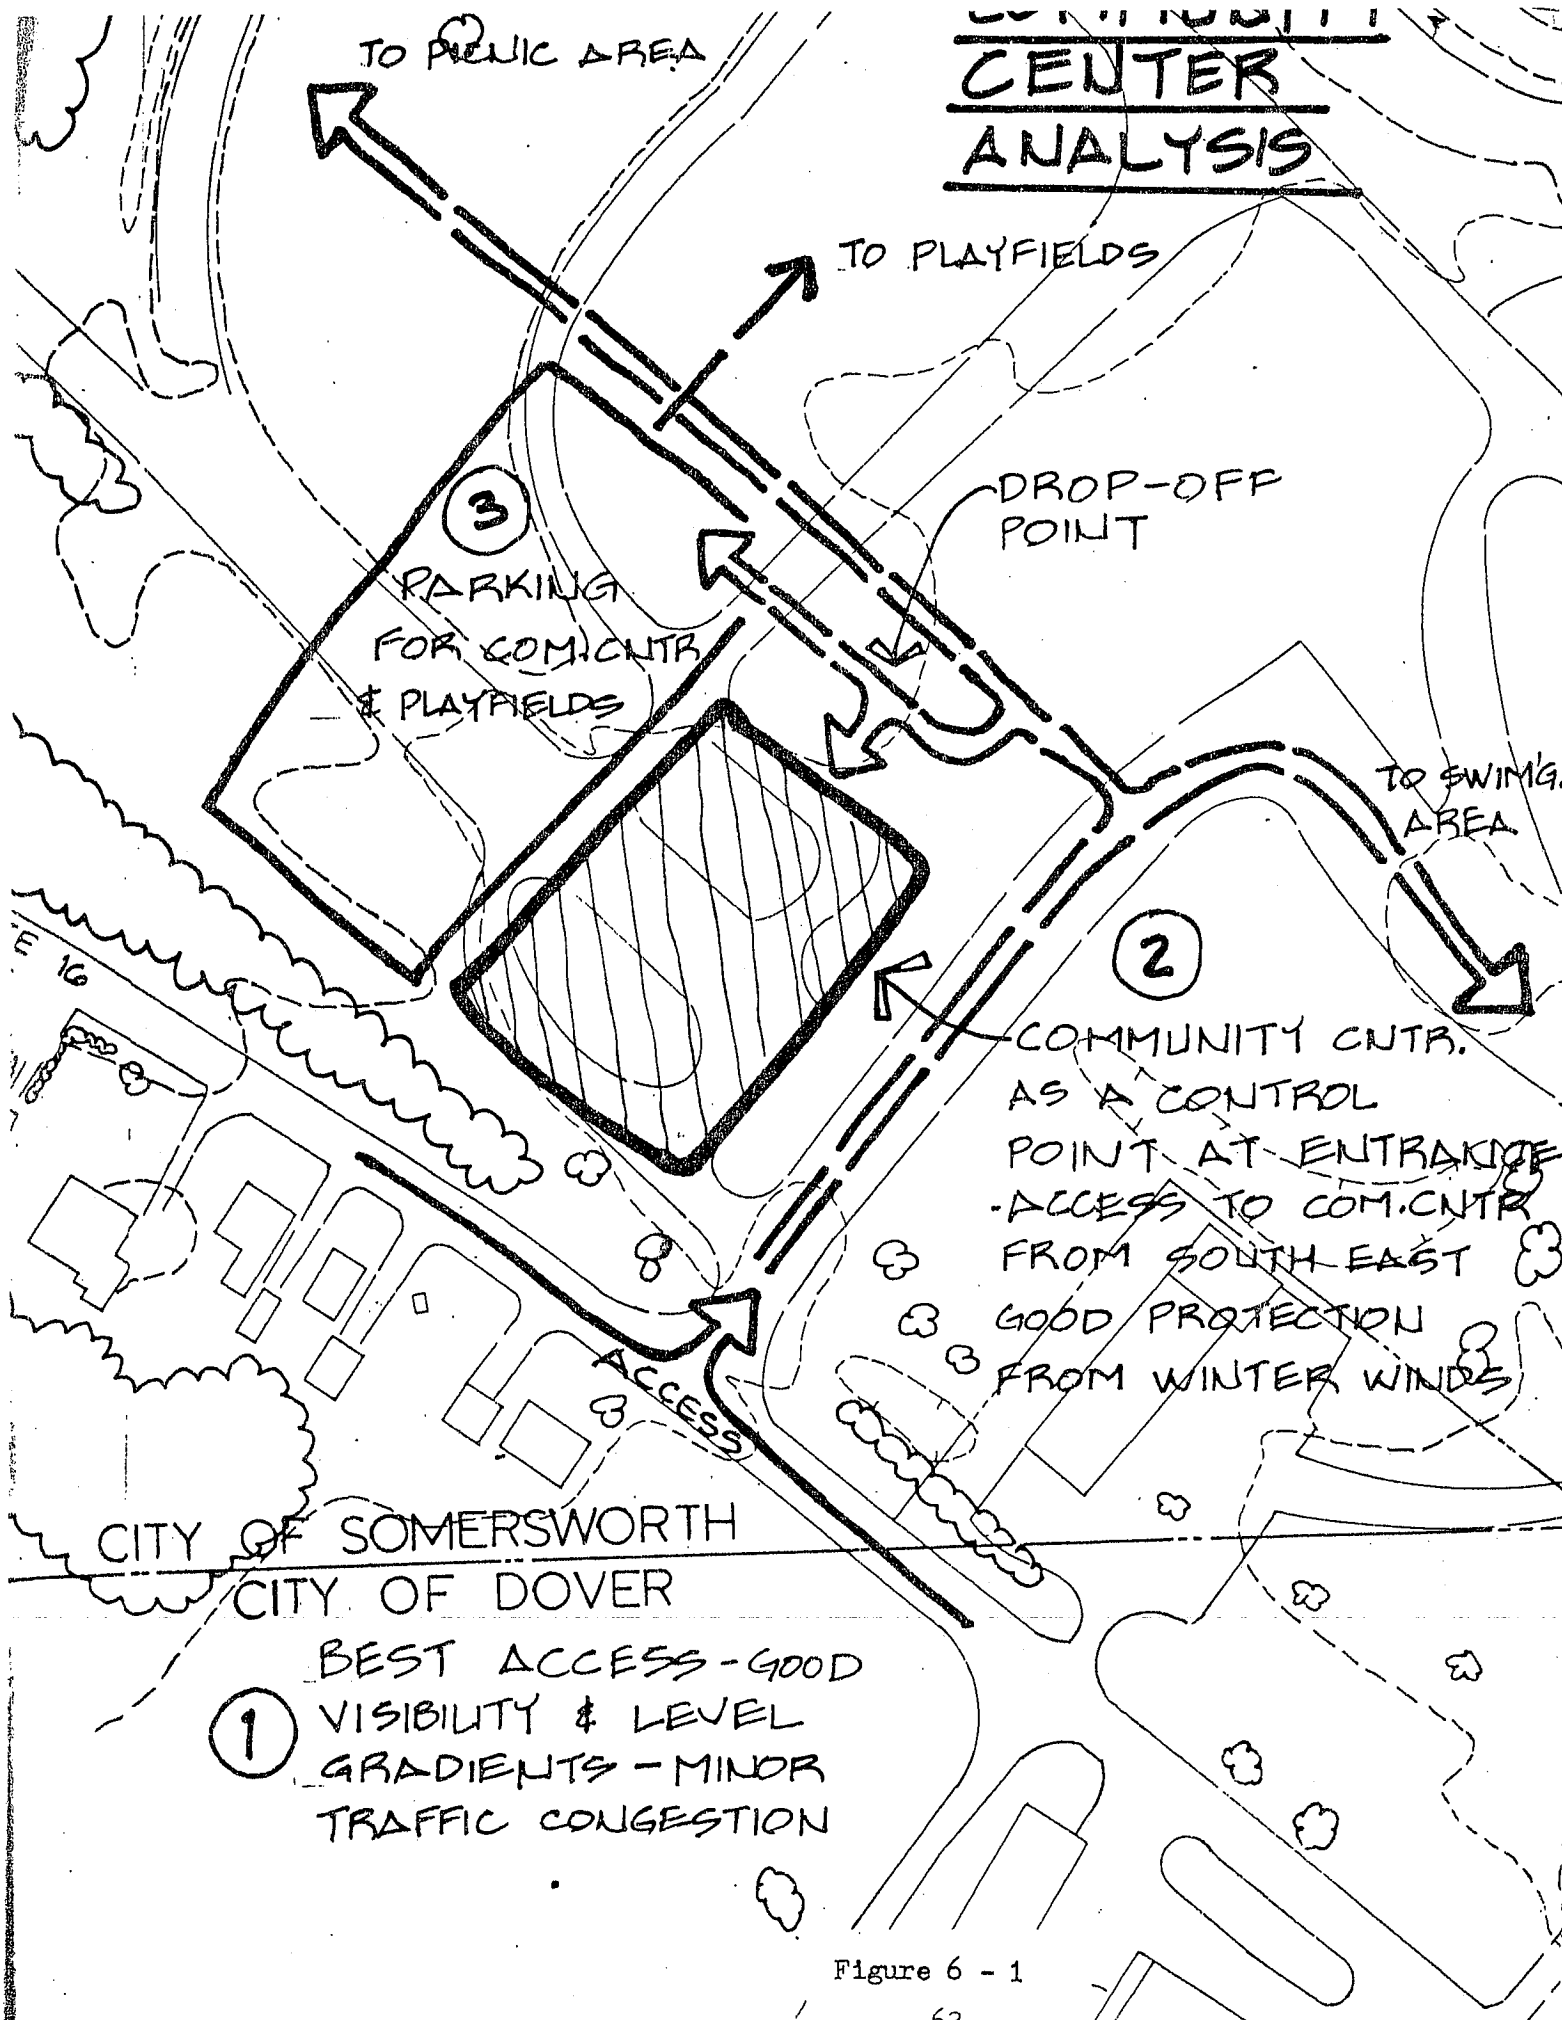 COMMUNITY
CENTER
ANALYSIS
TO PICNIC AREA
TO PLAYFIELDS
DROP-OFF
POINT
3
PARKING
FOR COM. CNTR
& PLAYFIELDS
TO SWIM'G.
AREA
2
COMMUNITY CNTR.
AS A CONTROL
POINT AT ENTRANCE
-ACCESS TO COM. CNTR
FROM SOUTH EAST
GOOD PROTECTION
FROM WINTER WINDS
E 16
ACCESS
CITY OF SOMERSWORTH
CITY OF DOVER
1
BEST ACCESS-GOOD
VISIBILITY & LEVEL
GRADIENTS - MINOR
TRAFFIC CONGESTION
Figure 6 - 1